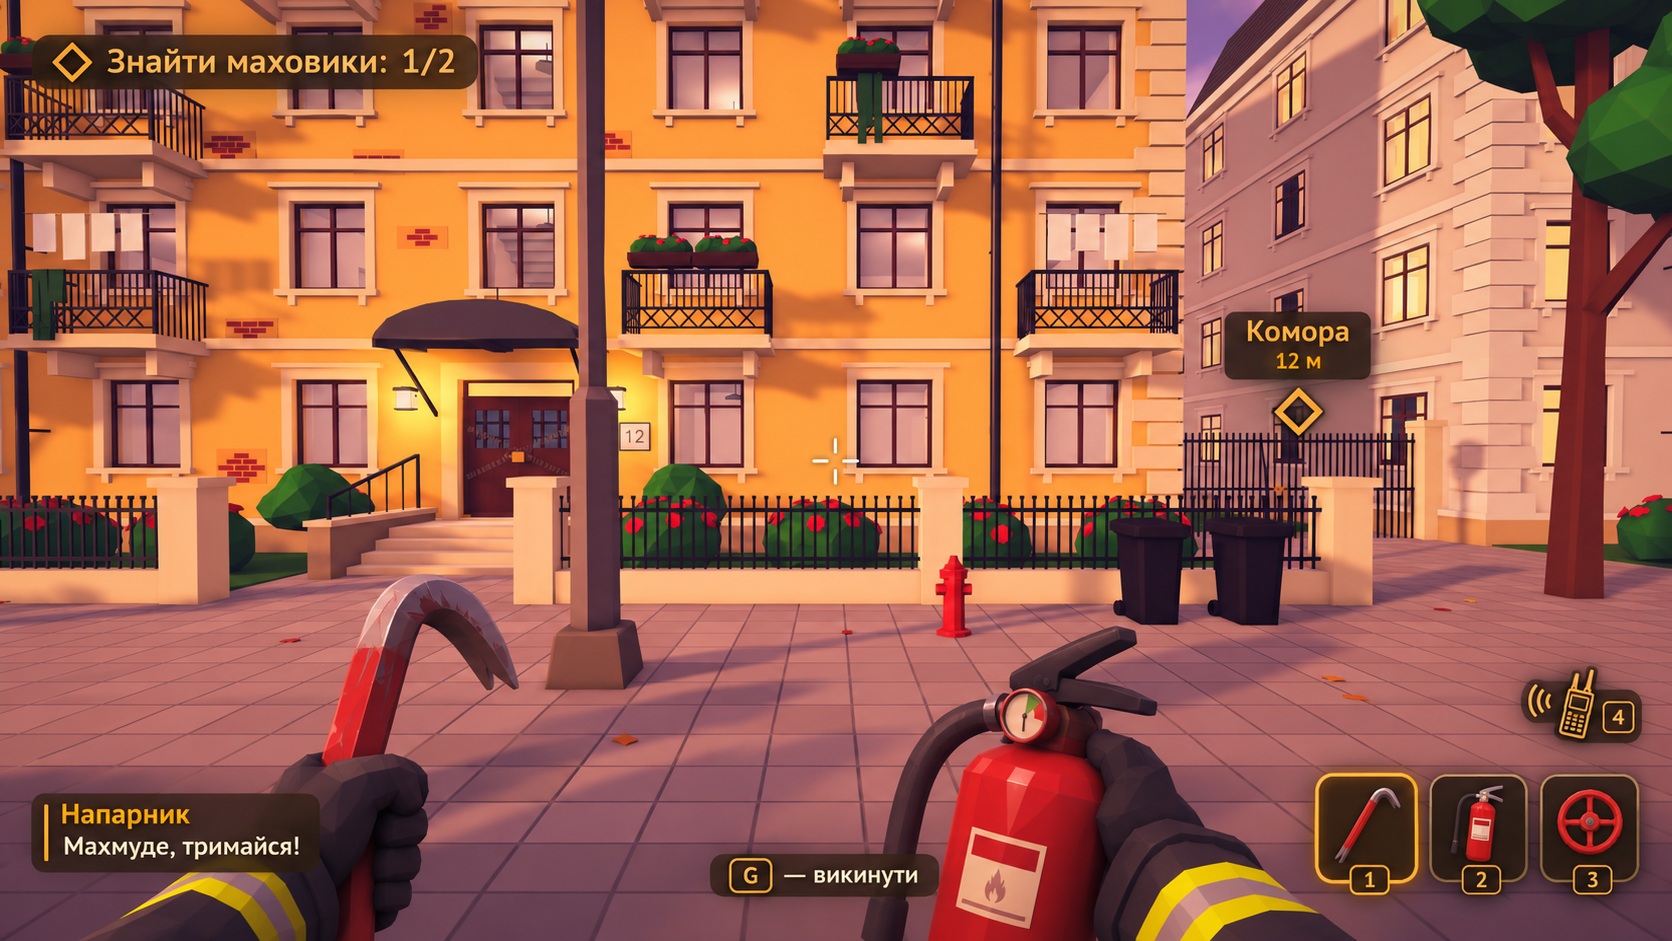 Знайти маховики: 1/2
Комора
12 м
12
4
Напарник
Махмуде, тримайся!
G — викинути
1
2
3